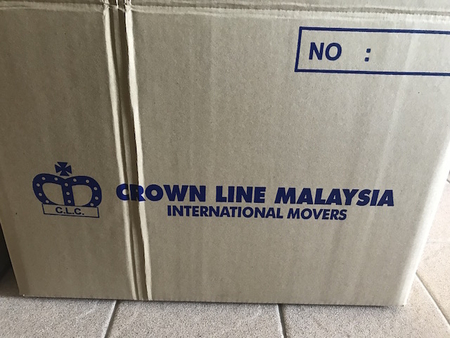 NO :
C.L.C.
CROWN LINE MALAYSIA
INTERNATIONAL MOVERS